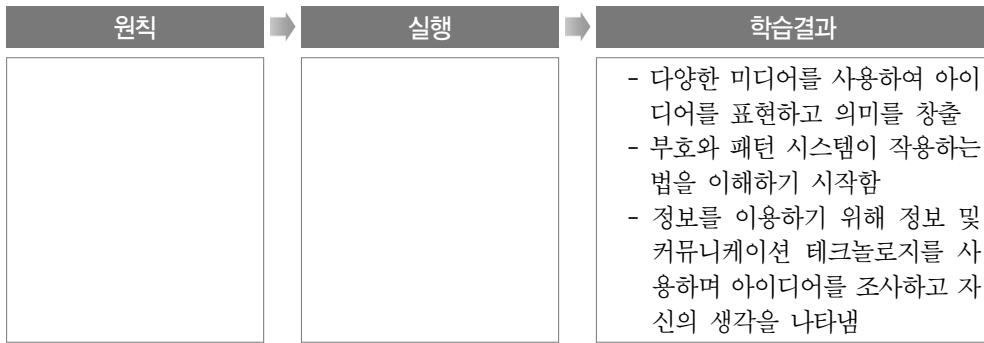 원칙
실행
학습결과
- 다양한 미디어를 사용하여 아이
디어를 표현하고 의미를 창출
- 부호와 패턴 시스템이 작용하는
법을 이해하기 시작함
- 정보를 이용하기 위해 정보 및
커뮤니케이션 테크놀로지를 사
용하며 아이디어를 조사하고 자
신의 생각을 나타냄